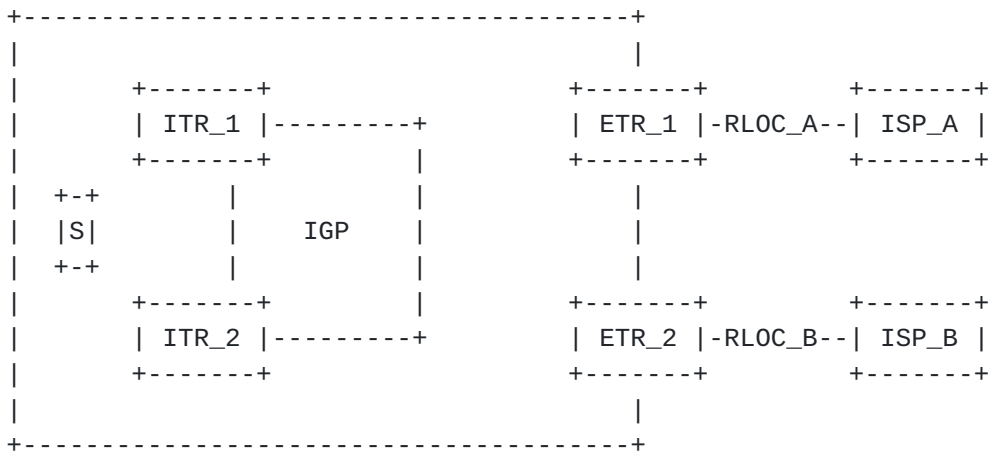 ITR_1 ETR_1 RLOC_A ISP_A
S IGP
ITR_2 ETR_2 RLOC_B ISP_B